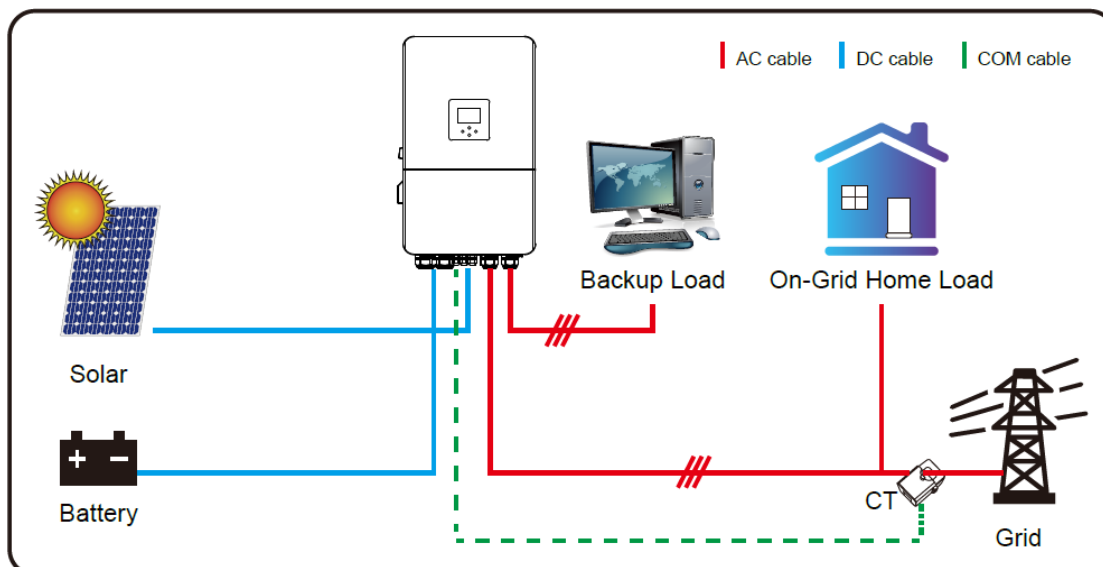 AC cable
DC cable
COM cable
Backup Load
On-Grid Home Load
Solar
+ −
Battery
CT
Grid